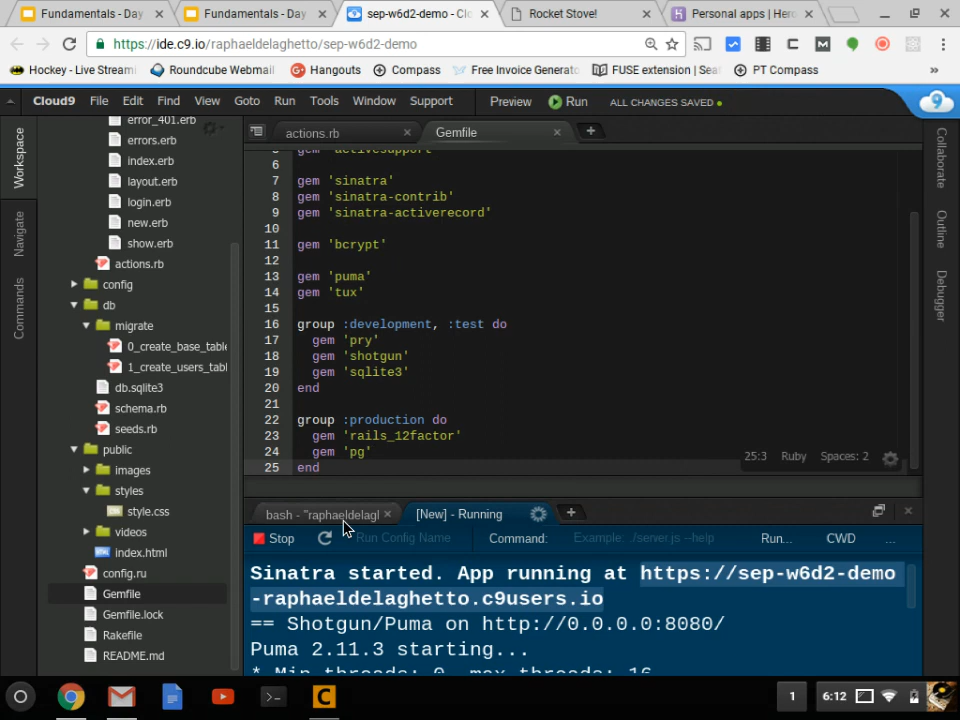 Fundamentals - Day
Fundamentals - Day
sep-w6d2-demo - Clo
Rocket Stove!
Personal apps | Her
https://ide.c9.io/raphaeldelaghetto/sep-w6d2-demo
Hockey - Live Stream
Roundcube Webmail
Hangouts
Compass
Free Invoice Generato
FUSE extension | Sea
PT Compass
»
Cloud9 File Edit Find View Goto Run Tools Window Support Preview Run ALL CHANGES SAVED
9
Workspace
Navigate
Commands
error_401.erb
errors.erb
index.erb
layout.erb
login.erb
new.erb
show.erb
actions.rb
config
db
migrate
0_create_base_table
1_create_users_tabl
db.sqlite3
schema.rb
seeds.rb
public
images
styles
style.css
videos
index.html
config.ru
Gemfile
Gemfile.lock
Rakefile
README.md
actions.rb
Gemfile
5 gem 'activesupport'
6
7 gem 'sinatra'
8 gem 'sinatra-contrib'
9 gem 'sinatra-activerecord'
10
11 gem 'bcrypt'
12
13 gem 'puma'
14 gem 'tux'
15
16 group :development, :test do
17 gem 'pry'
18 gem 'shotgun'
19 gem 'sqlite3'
20 end
21
22 group :production do
23 gem 'rails_12factor'
24 gem 'pg'
25 end
25:3 Ruby Spaces: 2
bash - "raphaeldelagl
[New] - Running
Stop
Run Config Name
Command:
Example: ./server.js --help
Run...
CWD
...
Sinatra started. App running at https://sep-w6d2-demo
-raphaeldelaghetto.c9users.io
== Shotgun/Puma on http://0.0.0.0:8080/
Puma 2.11.3 starting...
* Min threads: 0, max threads: 16
Collaborate
Outline
Debugger
C
1
6:12